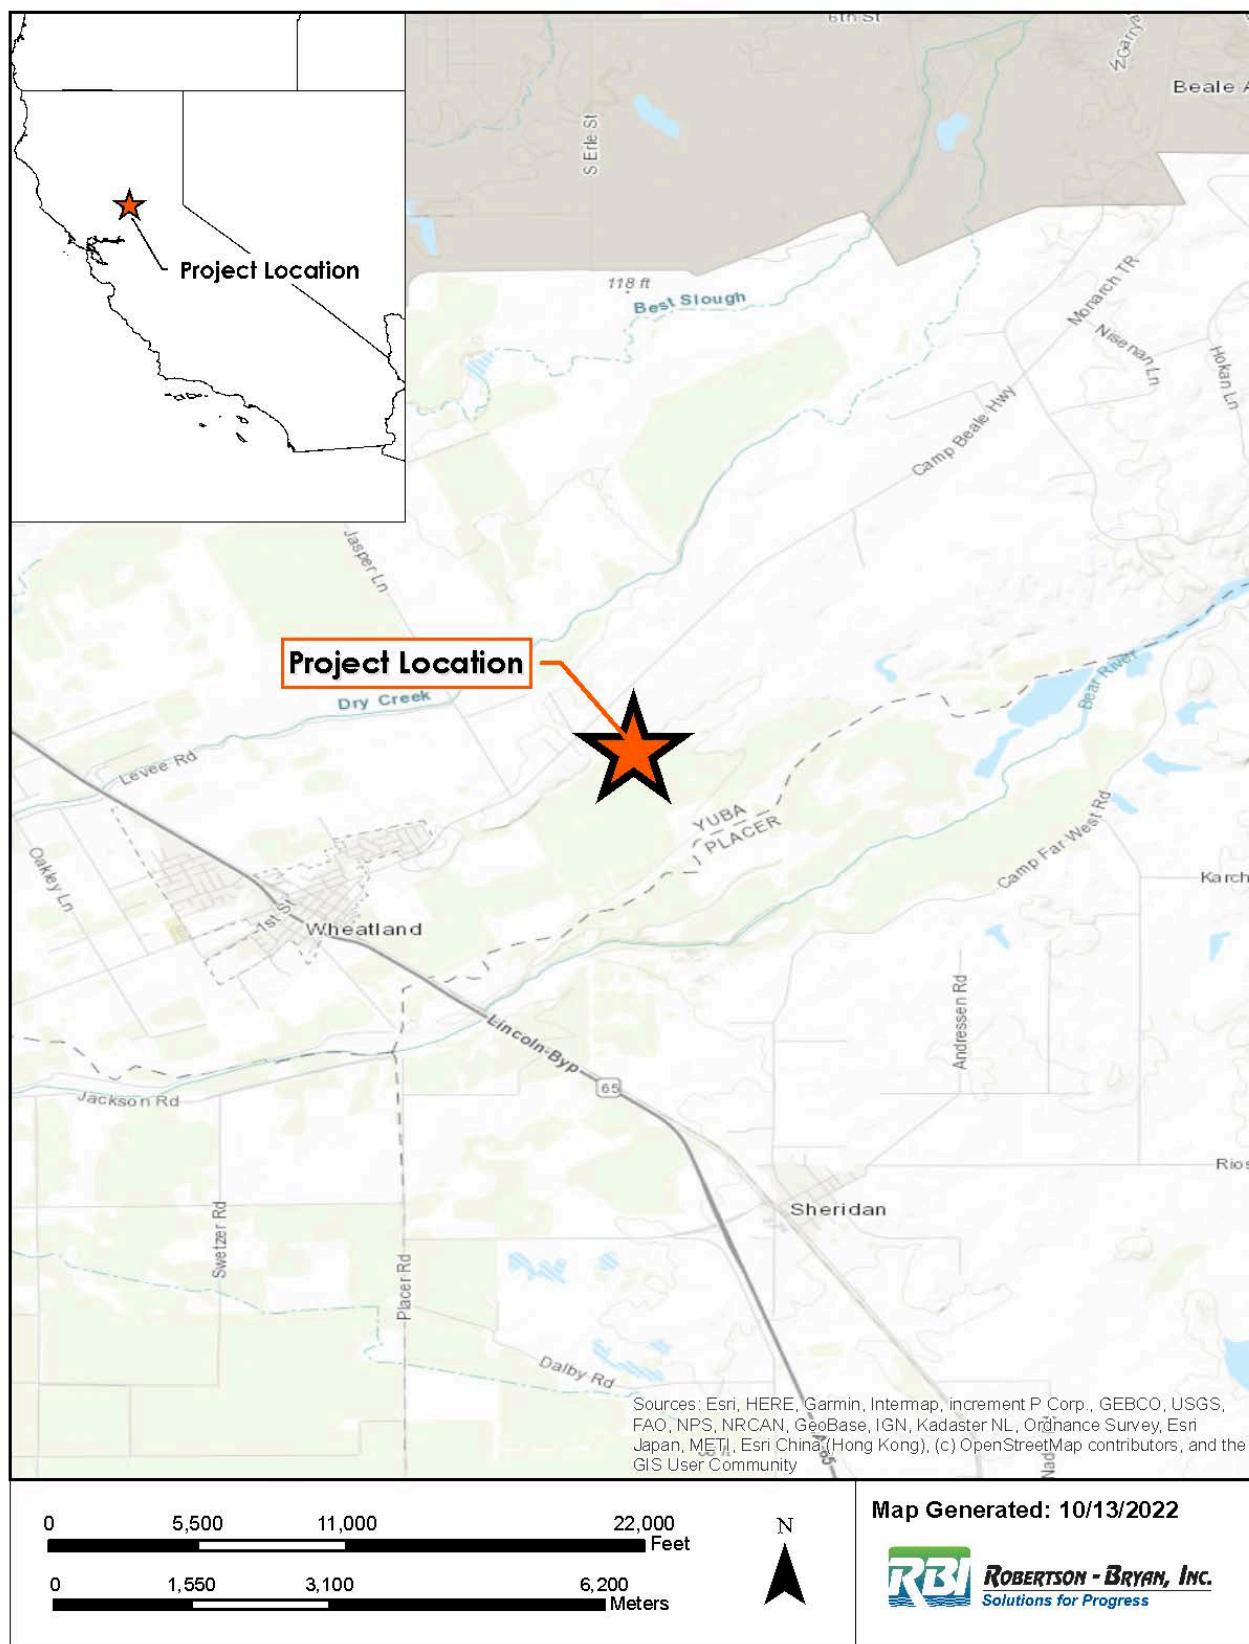 6th St
N Garrya
Beale A
S Erle St
Project Location
118 ft
Best Slough
Monarch TR
Nisenan Ln
Hokan Ln
Camp Beale Hwy
Jasper Ln
Project Location
Dry Creek
Bear River
Levee Rd
YUBA
PLACER
Camp Far West Rd
Oakley Ln
1st St
Wheatland
Karch
Andressen Rd
Lincoln-Byp
65
Jackson Rd
Rios
Sheridan
Swetzer Rd
Placer Rd
Dalby Rd
Sources: Esri, HERE, Garmin, Intermap, increment P Corp., GEBCO, USGS,
FAO, NPS, NRCAN, GeoBase, IGN, Kadaster NL, Ordnance Survey, Esri
Japan, METI, Esri China (Hong Kong), (c) OpenStreetMap contributors, and the
GIS User Community
0 5,500 11,000 22,000
Feet
0 1,550 3,100 6,200
Meters
N
Map Generated: 10/13/2022
RBI
ROBERTSON - BRYAN, INC.
Solutions for Progress